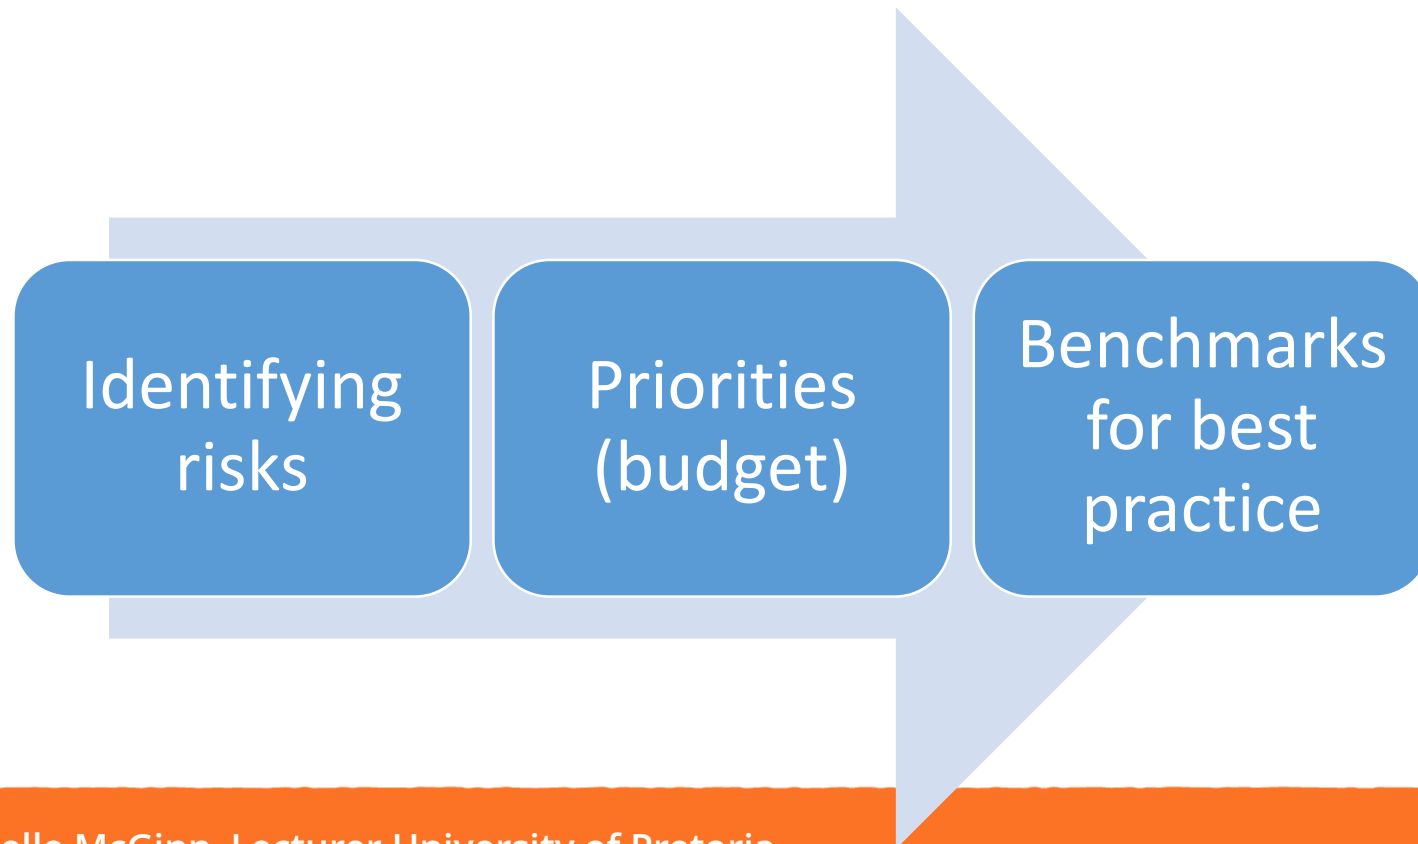 Identifying
risks
Priorities
(budget)
Benchmarks
for best
practice
McGinn, Lecturer University of Pretoria